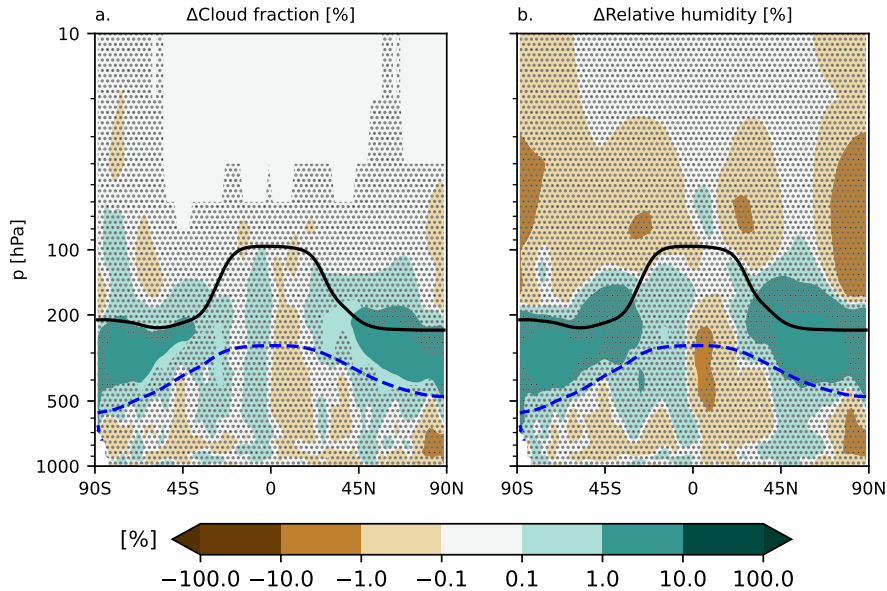 a. ΔCloud fraction [%]
b. ΔRelative humidity [%]
p [hPa]
10
100
200
500
1000
90S 45S 0 45N 90N
90S 45S 0 45N 90N
[%]
−100.0 −10.0 −1.0 −0.1 0.1 1.0 10.0 100.0